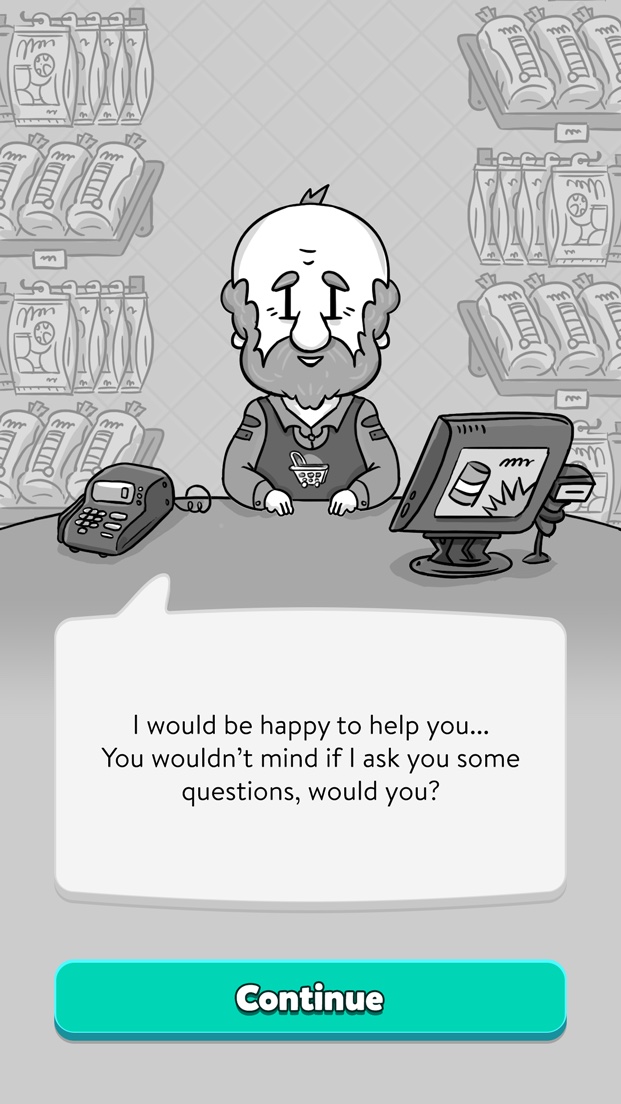 I would be happy to help you...
You wouldn't mind if I ask you some
questions, would you?
Continue